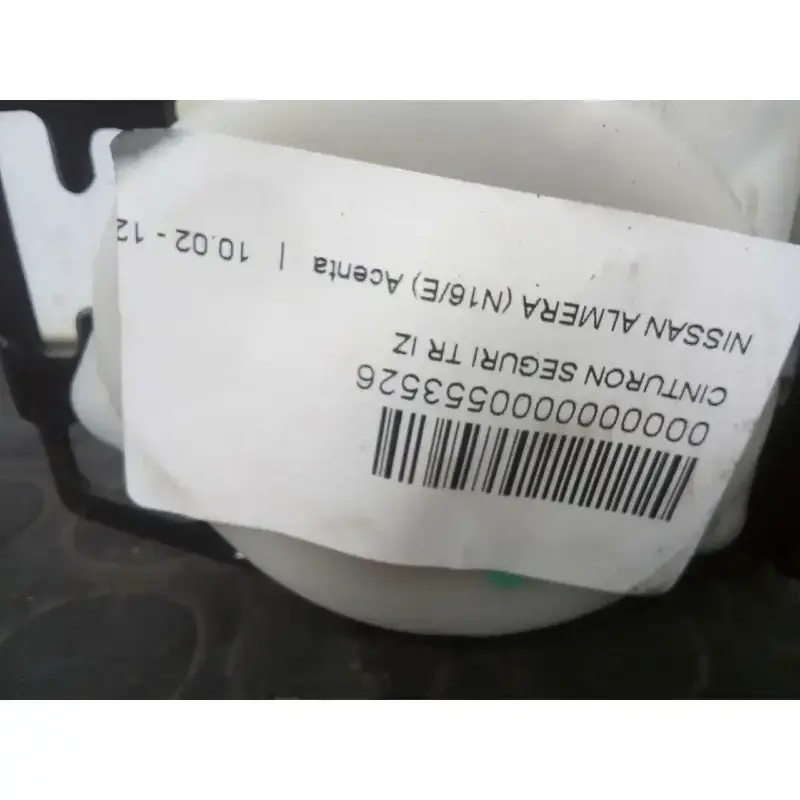 0000000000553526
CINTURON SEGURI TR IZ
NISSAN ALMERA (N16/E) Acenta | 10.02 - 12